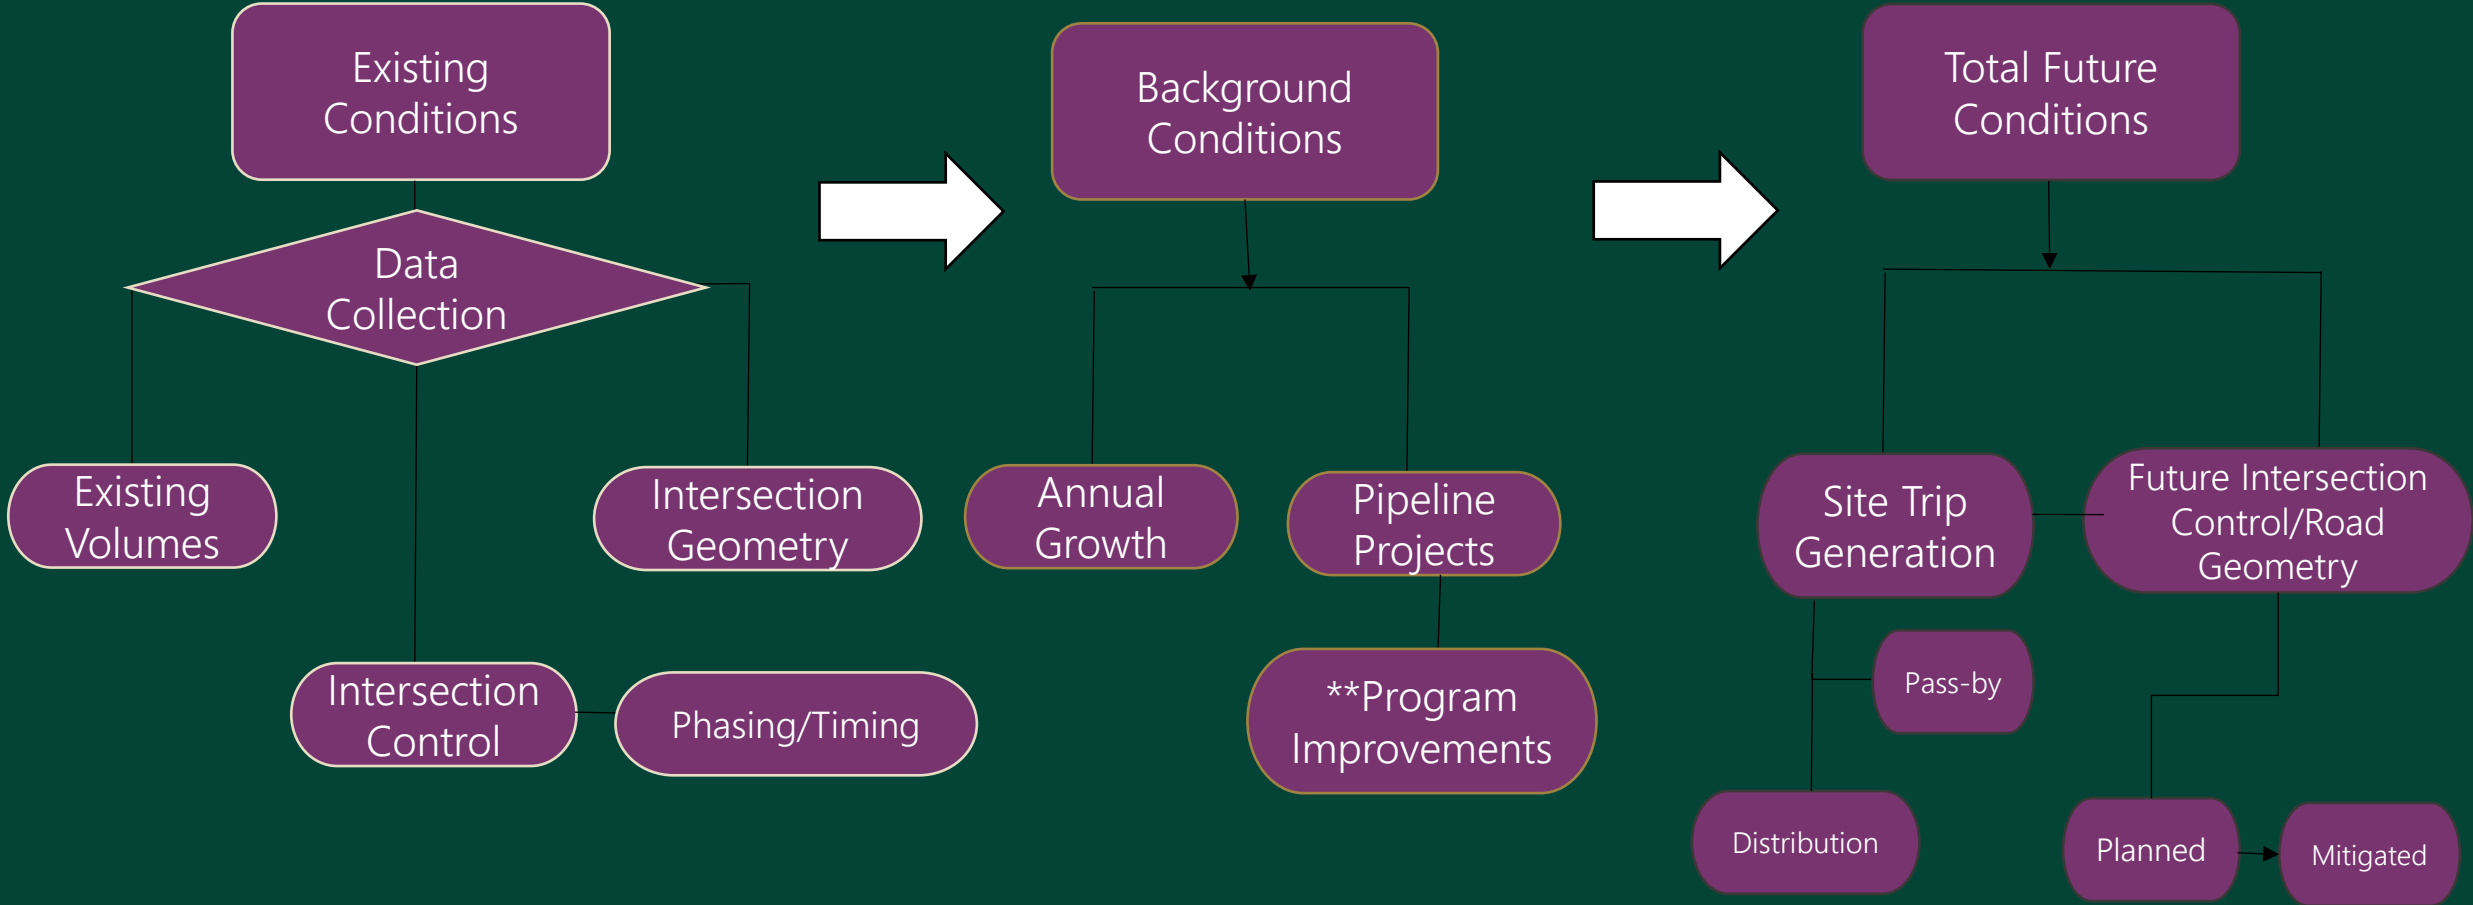 Existing
Conditions
Data
Collection
Existing
Volumes
Intersection
Geometry
Intersection
Control
Phasing/Timing
Background
Conditions
Annual
Growth
Pipeline
Projects
**Program
Improvements
Total Future
Conditions
Site Trip
Generation
Future Intersection
Control/Road
Geometry
Pass-by
Distribution
Planned
Mitigated